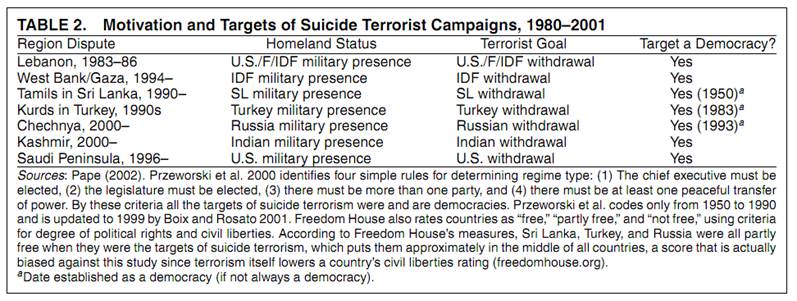 TABLE 2. Motivation and Targets of Suicide Terrorist Campaigns, 1980–2001
Region Dispute Homeland Status Terrorist Goal Target a Democracy?
Lebanon, 1983–86 U.S./F/IDF military presence U.S./F/IDF withdrawal Yes
West Bank/Gaza, 1994– IDF military presence IDF withdrawal Yes
Tamils in Sri Lanka, 1990– SL military presence SL withdrawal Yes (1950)a
Kurds in Turkey, 1990s Turkey military presence Turkey withdrawal Yes (1983)a
Chechnya, 2000– Russia military presence Russian withdrawal Yes (1993)a
Kashmir, 2000– Indian military presence Indian withdrawal Yes
Saudi Peninsula, 1996– U.S. military presence U.S. withdrawal Yes
Sources: Pape (2002). Przeworski et al. 2000 identifies four simple rules for determining regime type: (1) The chief executive must be
elected, (2) the legislature must be elected, (3) there must be more than one party, and (4) there must be at least one peaceful transfer
of power. By these criteria all the targets of suicide terrorism were and are democracies. Przeworski et al. codes only from 1950 to 1990
and is updated to 1999 by Boix and Rosato 2001. Freedom House also rates countries as “free,” “partly free,” and “not free,” using criteria
for degree of political rights and civil liberties. According to Freedom House’s measures, Sri Lanka, Turkey, and Russia were all partly
free when they were the targets of suicide terrorism, which puts them approximately in the middle of all countries, a score that is actually
biased against this study since terrorism itself lowers a country’s civil liberties rating (freedomhouse.org).
aDate established as a democracy (if not always a democracy).